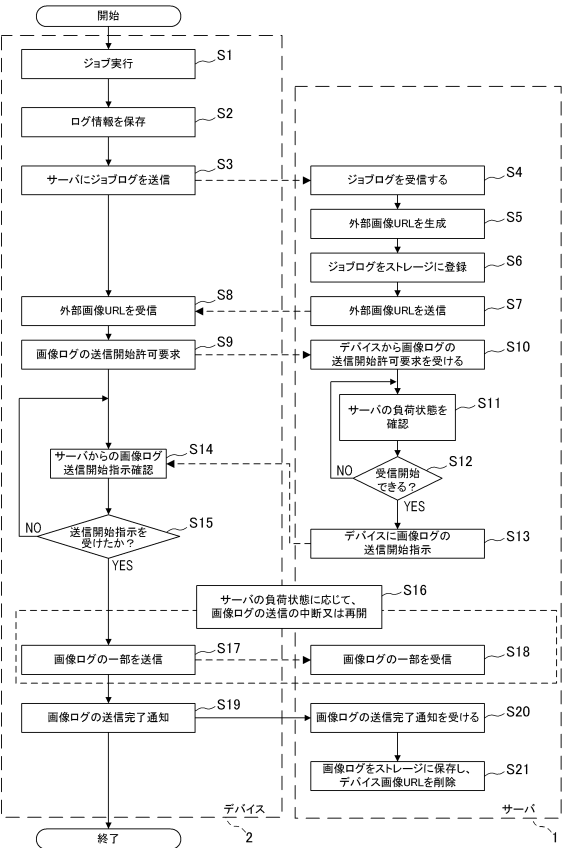 開始
ジョブ実行
S1
ログ情報を保存
S2
サーバにジョブログを送信
S3
ジョブログを受信する
S4
外部画像URLを生成
S5
ジョブログをストレージに登録
S6
外部画像URLを送信
S7
外部画像URLを受信
S8
画像ログの送信開始許可要求
S9
デバイスから画像ログの
送信開始許可要求を受ける
S10
サーバの負荷状態を
確認
S11
受信開始
できる？
S12
NO
YES
デバイスに画像ログの
送信開始指示
S13
サーバからの画像ログ
送信開始指示確認
S14
送信開始指示を
受けたか？
S15
NO
YES
サーバの負荷状態に応じて、
画像ログの送信の中断又は再開
S16
画像ログの一部を送信
S17
画像ログの一部を受信
S18
画像ログの送信完了通知
S19
画像ログの送信完了通知を受ける
S20
画像ログをストレージに保存し、
デバイス画像URLを削除
S21
デバイス
2
サーバ
1
終了